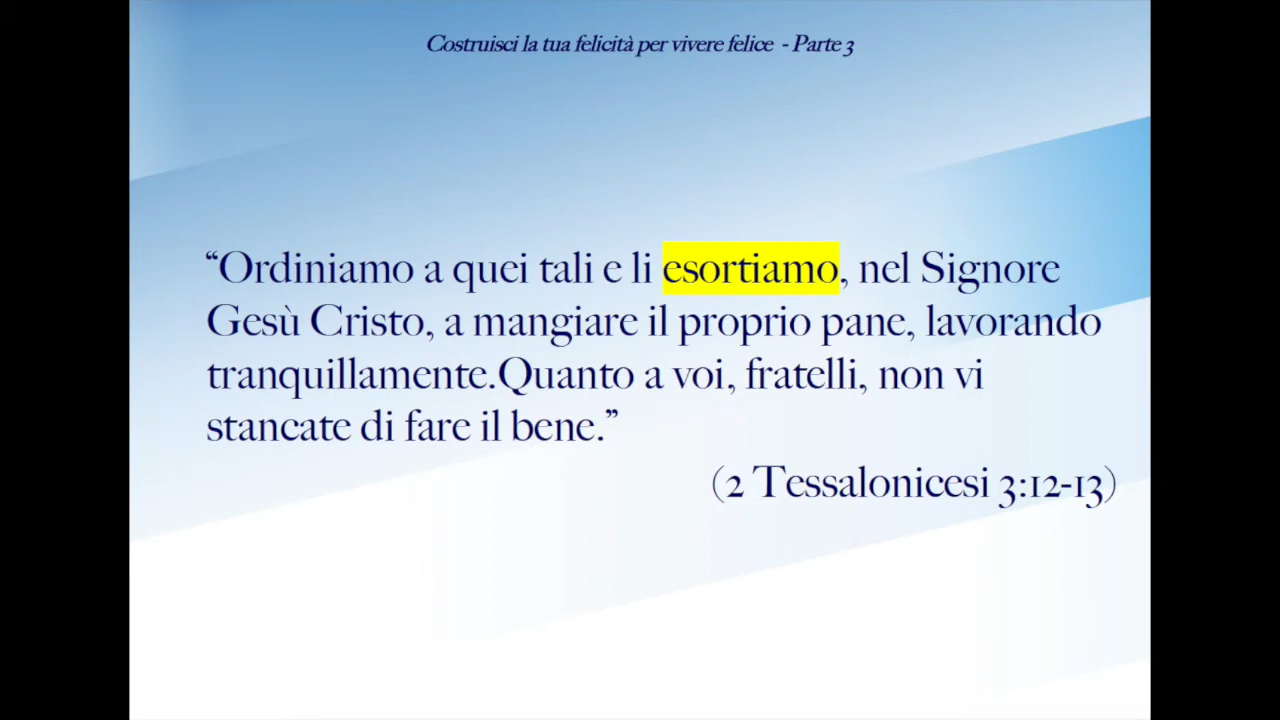 Costruisci la tua felicità per vivere felice - Parte 3
“Ordiniamo a quei tali e li esortiamo, nel Signore
Gesù Cristo, a mangiare il proprio pane, lavorando
tranquillamente.Quanto a voi, fratelli, non vi
stancate di fare il bene.”
(2 Tessalonicesi 3:12-13)